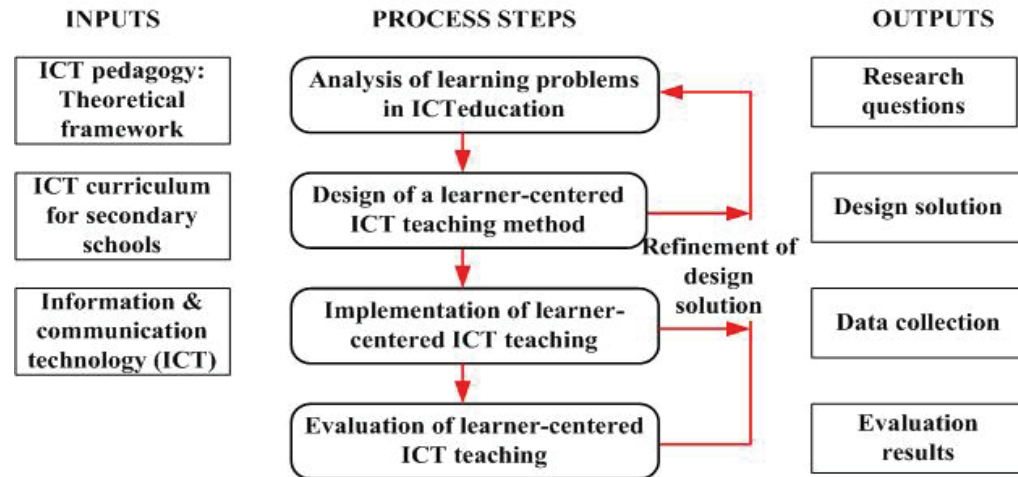 INPUTS
PROCESS STEPS
OUTPUTS
ICT pedagogy:
Theoretical
framework
Analysis of learning problems
in ICTeducation
Research
questions
ICT curriculum
for secondary
schools
Design of a learner-centered
ICT teaching method
Design solution
Refinement of
design
solution
Information &
communication
technology (ICT)
Implementation of learner-
centered ICT teaching
Data collection
Evaluation of learner-centered
ICT teaching
Evaluation
results